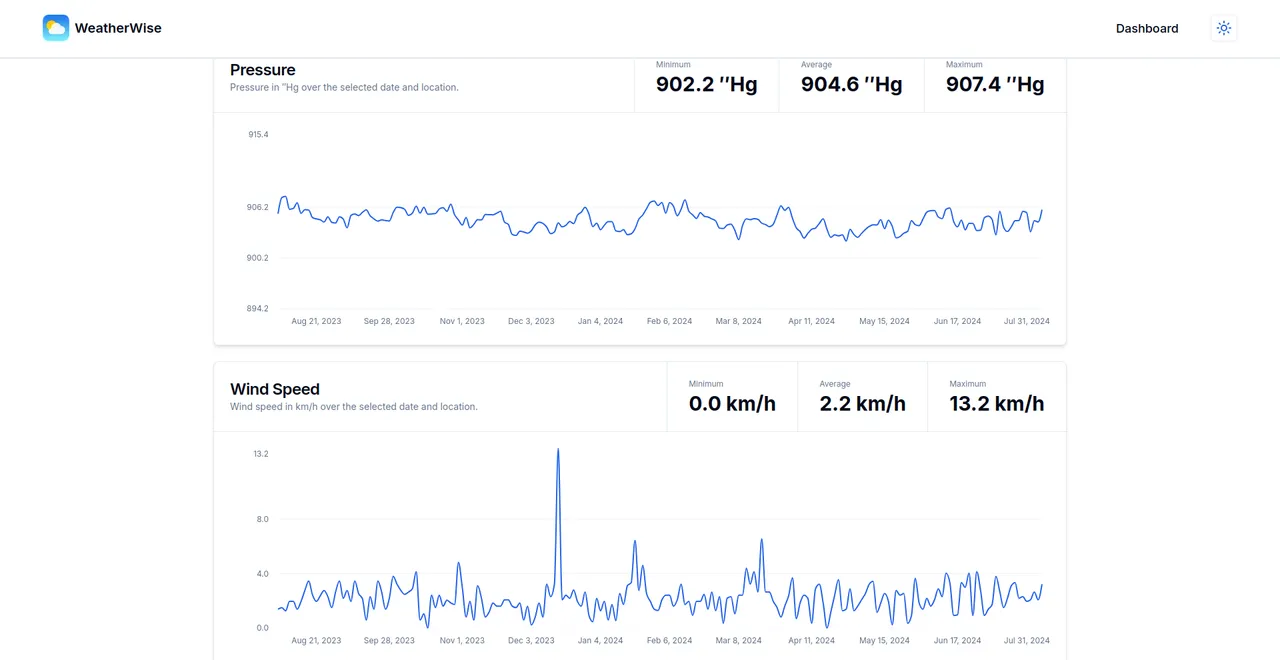 WeatherWise
Dashboard
Pressure
Pressure in ″Hg over the selected date and location.
Minimum
902.2 ″Hg
Average
904.6 ″Hg
Maximum
907.4 ″Hg
915.4
906.2
900.2
894.2
Aug 21, 2023 Sep 28, 2023 Nov 1, 2023 Dec 3, 2023 Jan 4, 2024 Feb 6, 2024 Mar 8, 2024 Apr 11, 2024 May 15, 2024 Jun 17, 2024 Jul 31, 2024
Wind Speed
Wind speed in km/h over the selected date and location.
Minimum
0.0 km/h
Average
2.2 km/h
Maximum
13.2 km/h
13.2
8.0
4.0
0.0
Aug 21, 2023 Sep 28, 2023 Nov 1, 2023 Dec 3, 2023 Jan 4, 2024 Feb 6, 2024 Mar 8, 2024 Apr 11, 2024 May 15, 2024 Jun 17, 2024 Jul 31, 2024